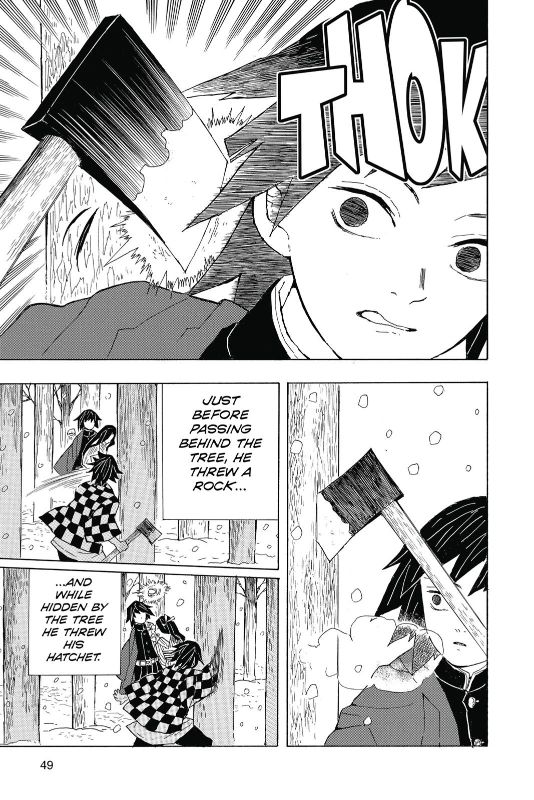 THOK
JUST
BEFORE
PASSING
BEHIND THE
TREE, HE
THREW A
ROCK...
...AND
WHILE
HIDDEN BY
THE TREE
HE THREW
HIS
HATCHET.
49